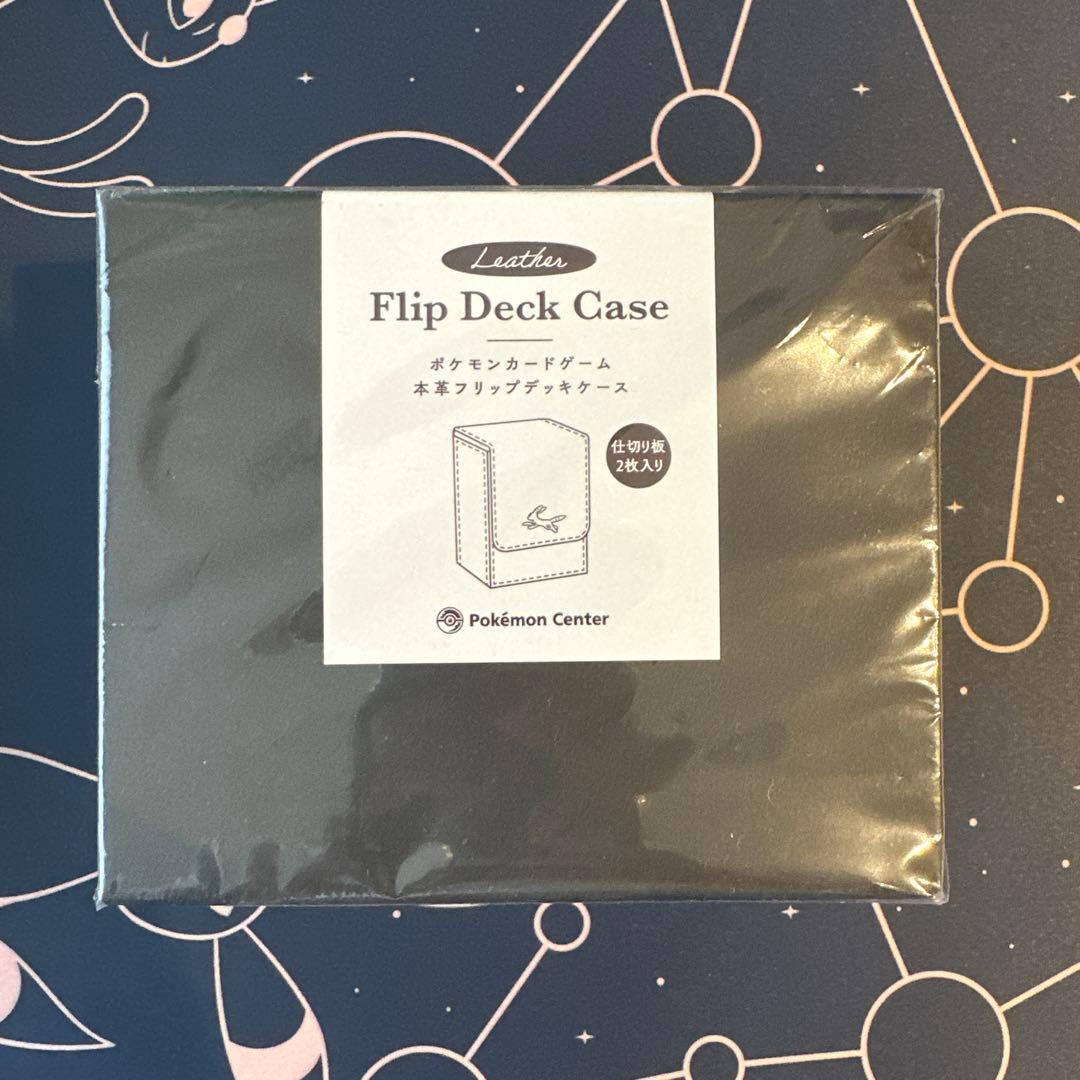 Leather
Flip Deck Case
ポケモンカードゲーム
本革フリップデッキケース
仕切り板
2枚入り
Pokémon Center